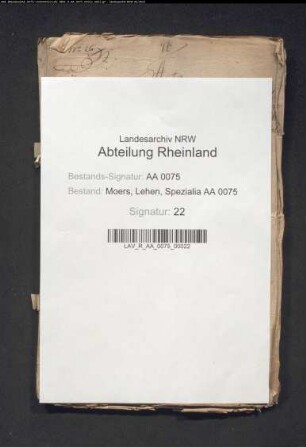 Landesarchiv NRW
Abteilung Rheinland
Bestands-Signatur: AA 0075
Bestand: Moers, Lehen, Spezialia AA 0075
Signatur: 22
LAV_R_AA_0075_00022